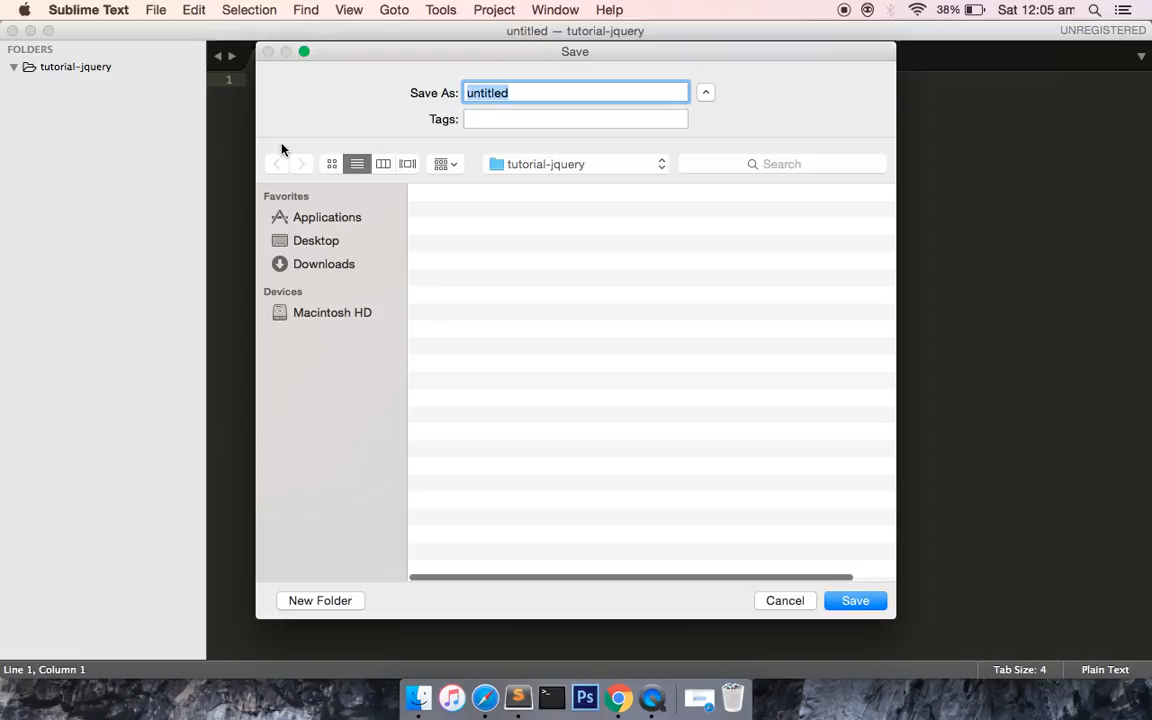 Sublime Text File Edit Selection Find View Goto Tools Project Window Help 38% Sat 12:05 am
untitled — tutorial-jquery UNREGISTERED
FOLDERS
tutorial-jquery
1
Save
Save As: untitled
Tags:
tutorial-jquery
Search
Favorites
Applications
Desktop
Downloads
Devices
Macintosh HD
New Folder Cancel Save
Line 1, Column 1 Tab Size: 4 Plain Text
Ps